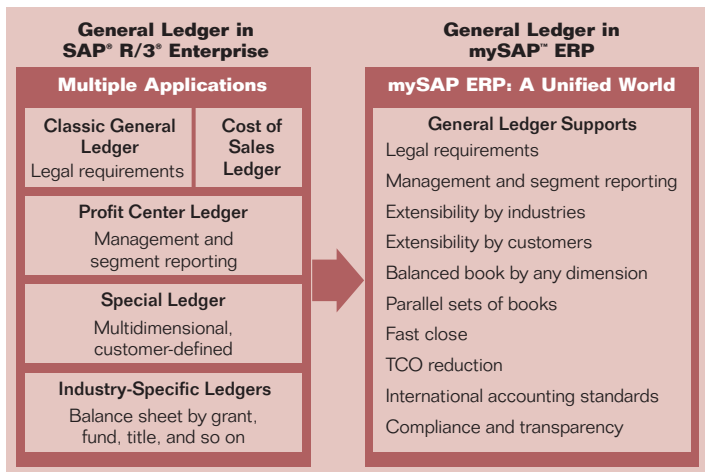 General Ledger in
SAP® R/3® Enterprise
Multiple Applications
Classic General
Ledger
Legal requirements
Cost of
Sales
Ledger
Profit Center Ledger
Management and
segment reporting
Special Ledger
Multidimensional,
customer-defined
Industry-Specific Ledgers
Balance sheet by grant,
fund, title, and so on
General Ledger in
mySAP™ ERP
mySAP ERP: A Unified World
General Ledger Supports
Legal requirements
Management and segment reporting
Extensibility by industries
Extensibility by customers
Balanced book by any dimension
Parallel sets of books
Fast close
TCO reduction
International accounting standards
Compliance and transparency